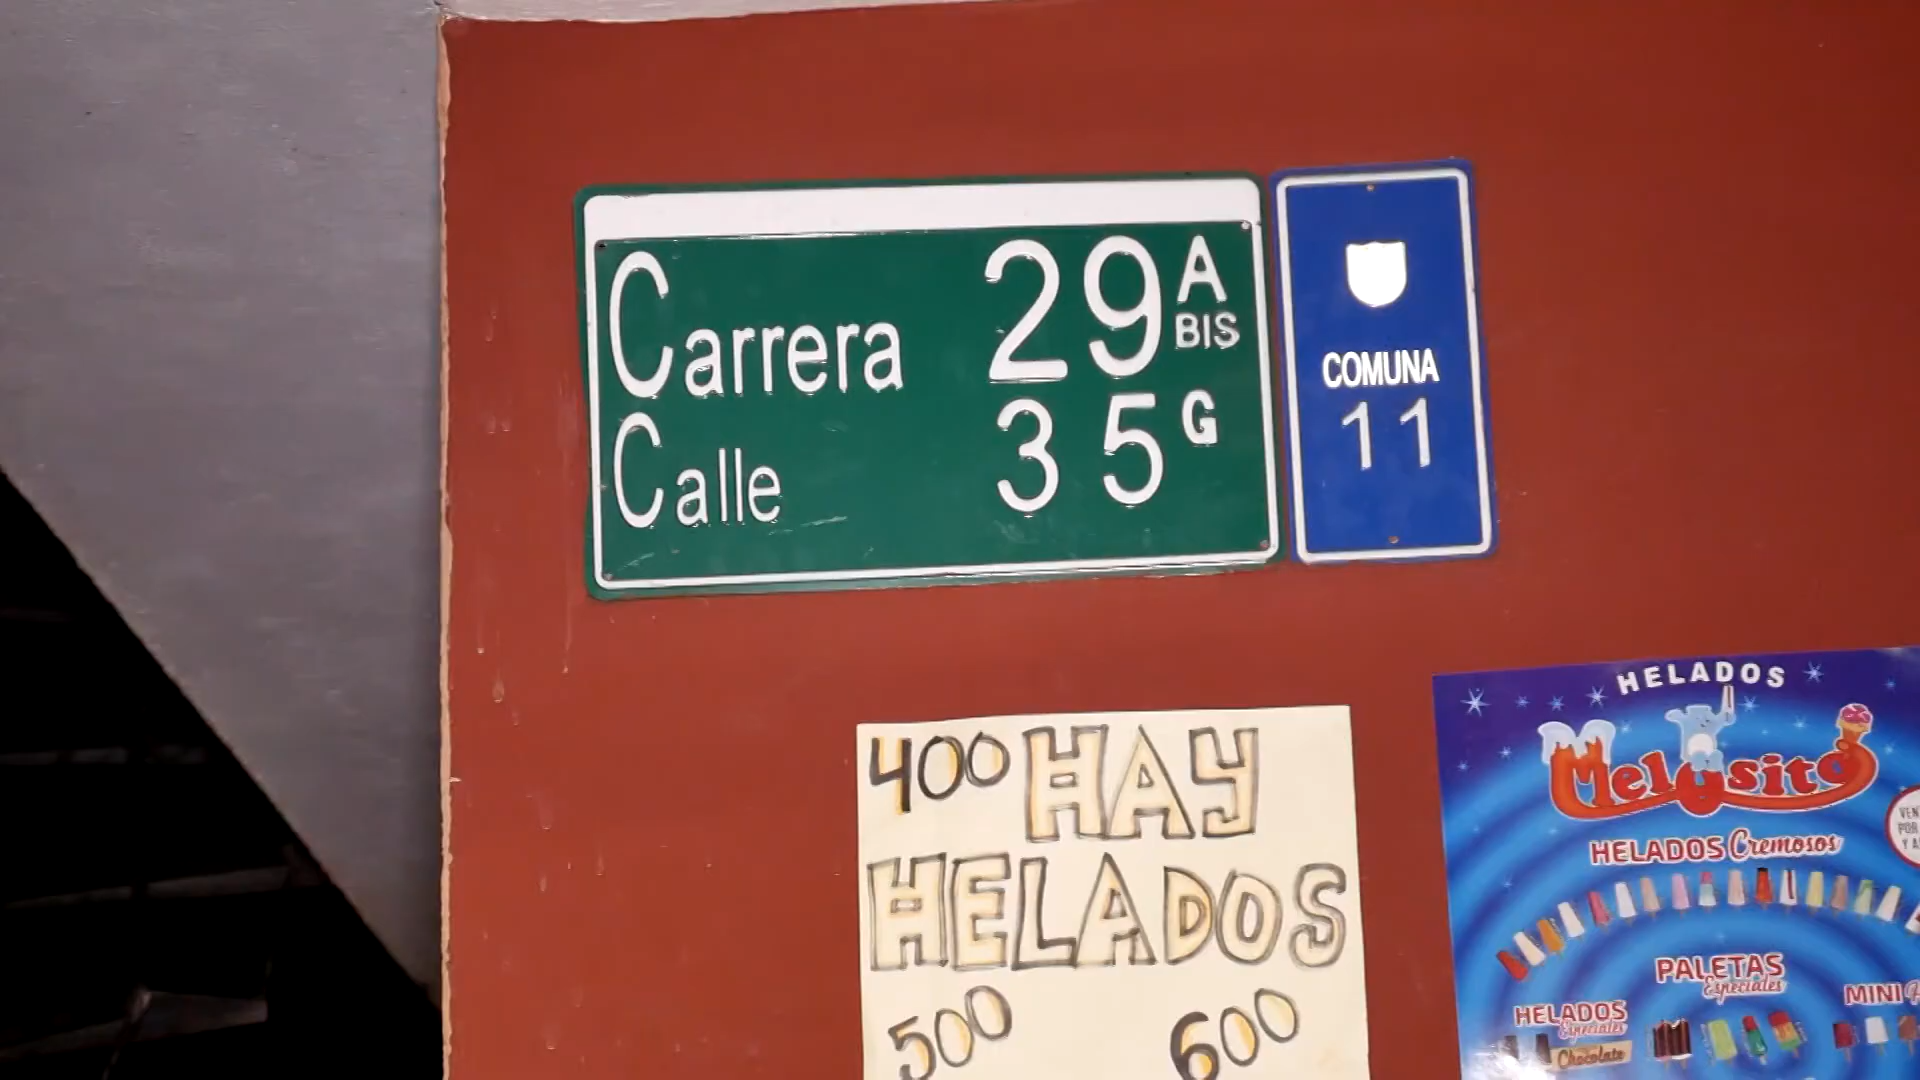 Carrera 29 A BIS
Calle 35 G
COMUNA
11
400 HAY
HELADOS
500 600
HELADOS
Melosito
HELADOS Cremosos
PALETAS
Especiales
HELADOS
Especiales
Chocolate
MINI